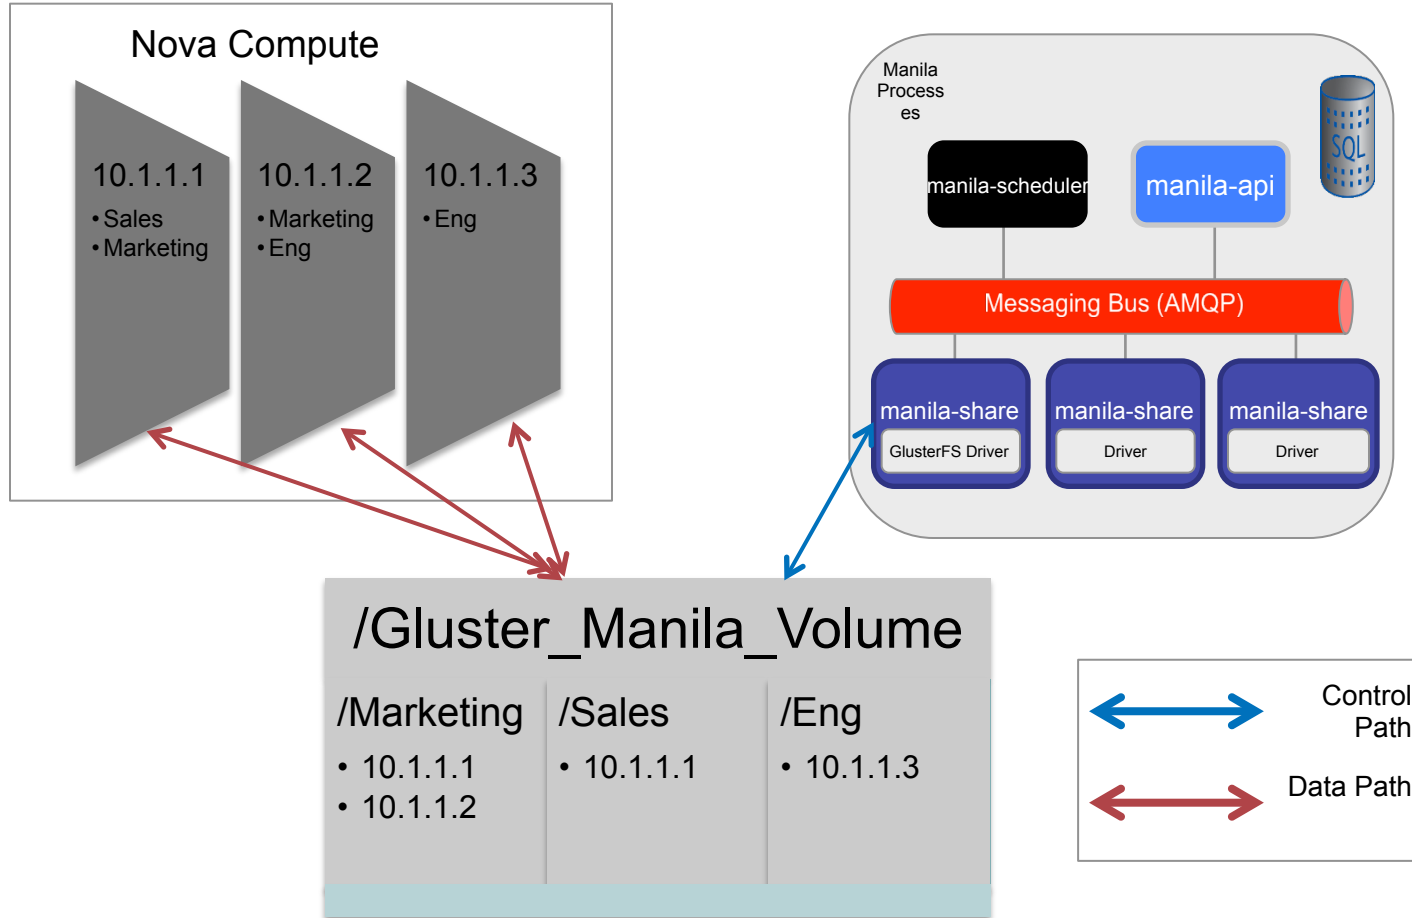 Nova Compute
10.1.1.1
• Sales
• Marketing
10.1.1.2
• Marketing
• Eng
10.1.1.3
• Eng
Manila
Process
es
SQL
manila-scheduler
manila-api
Messaging Bus (AMQP)
manila-share
GlusterFS Driver
manila-share
Driver
manila-share
Driver
/Gluster_Manila_Volume
/Marketing
• 10.1.1.1
• 10.1.1.2
/Sales
• 10.1.1.1
/Eng
• 10.1.1.3
Control
Path
Data Path